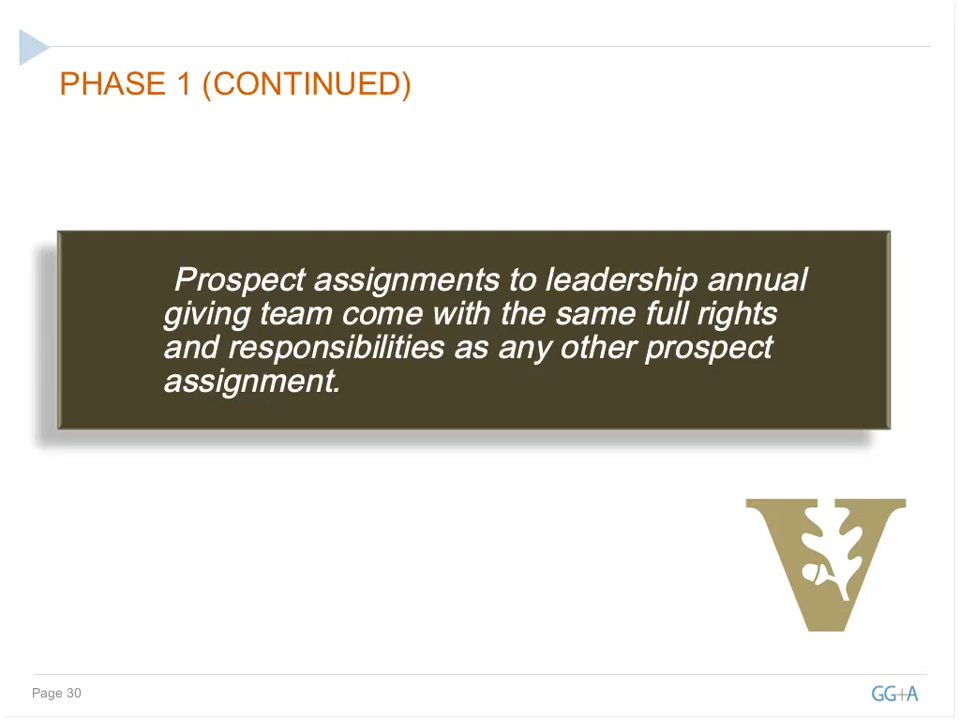 PHASE 1 (CONTINUED)
Prospect assignments to leadership annual
giving team come with the same full rights
and responsibilities as any other prospect
assignment.
V
Page 30
GG+A